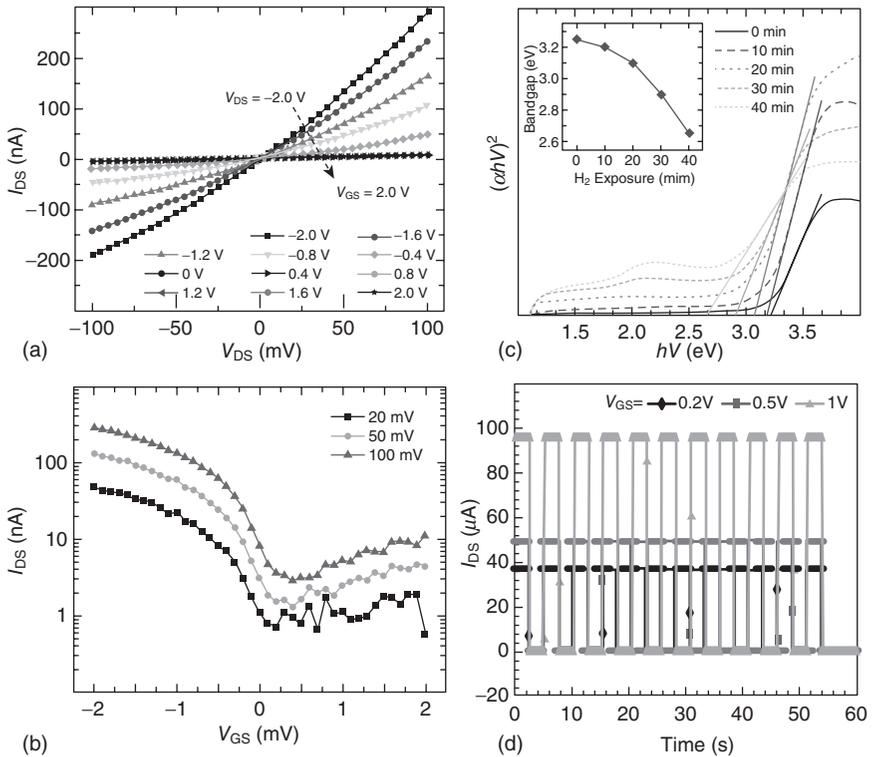 200
100
0
−100
−200
I_DS (nA)
V_DS = −2.0 V
V_GS = 2.0 V
−2.0 V
−1.6 V
−1.2 V
−0.8 V
−0.4 V
0 V
0.4 V
0.8 V
1.2 V
1.6 V
2.0 V
−100
−50
0
50
100
(a)
V_DS (mV)
3.2
3.0
2.8
2.6
Bandgap (eV)
0
10
20
30
40
H₂ Exposure (mim)
0 min
10 min
20 min
30 min
40 min
(αhV)²
1.5
2.0
2.5
3.0
3.5
(c)
hV (eV)
20 mV
50 mV
100 mV
100
10
1
I_DS (nA)
−2
−1
0
1
2
(b)
V_GS (mV)
V_GS=
0.2V
0.5V
1V
100
80
60
40
20
0
−20
I_DS (μA)
0
10
20
30
40
50
60
(d)
Time (s)